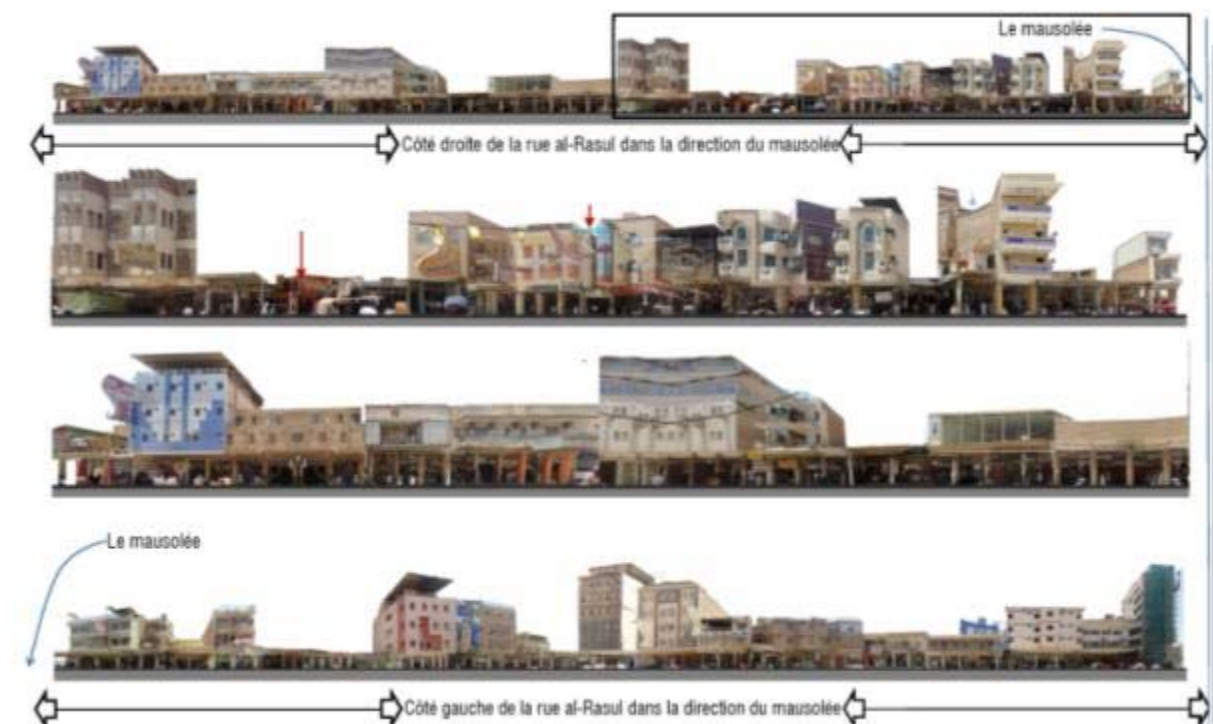 Le mausolée
Côté droite de la rue al-Rasul dans la direction du mausolée
Le mausolée
Côté gauche de la rue al-Rasul dans la direction du mausolée